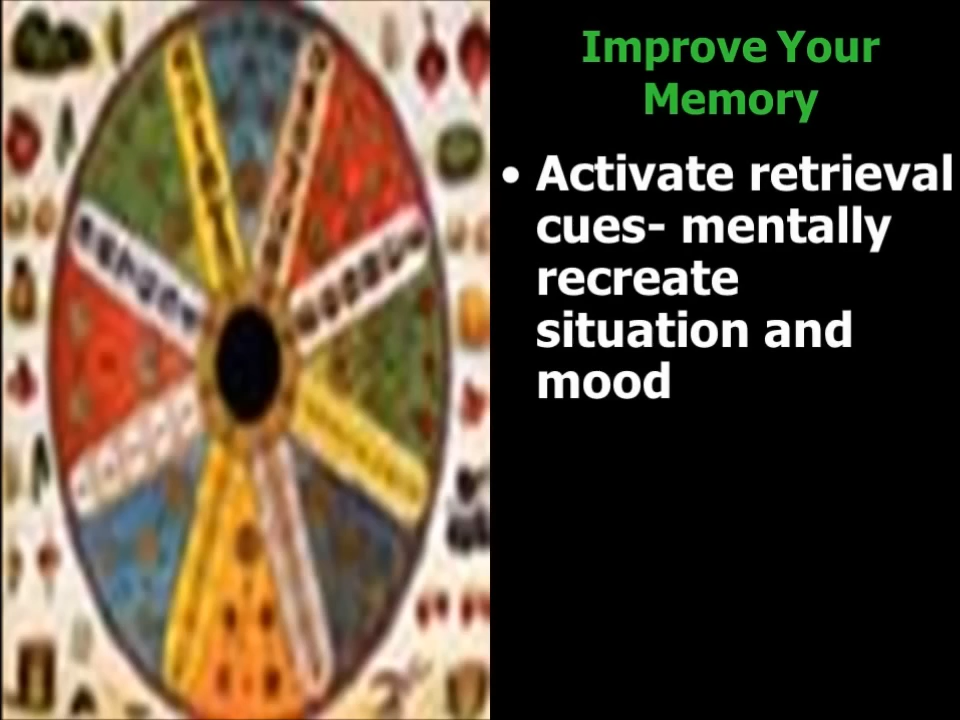 Improve Your
Memory
• Activate retrieval
cues- mentally
recreate
situation and
mood